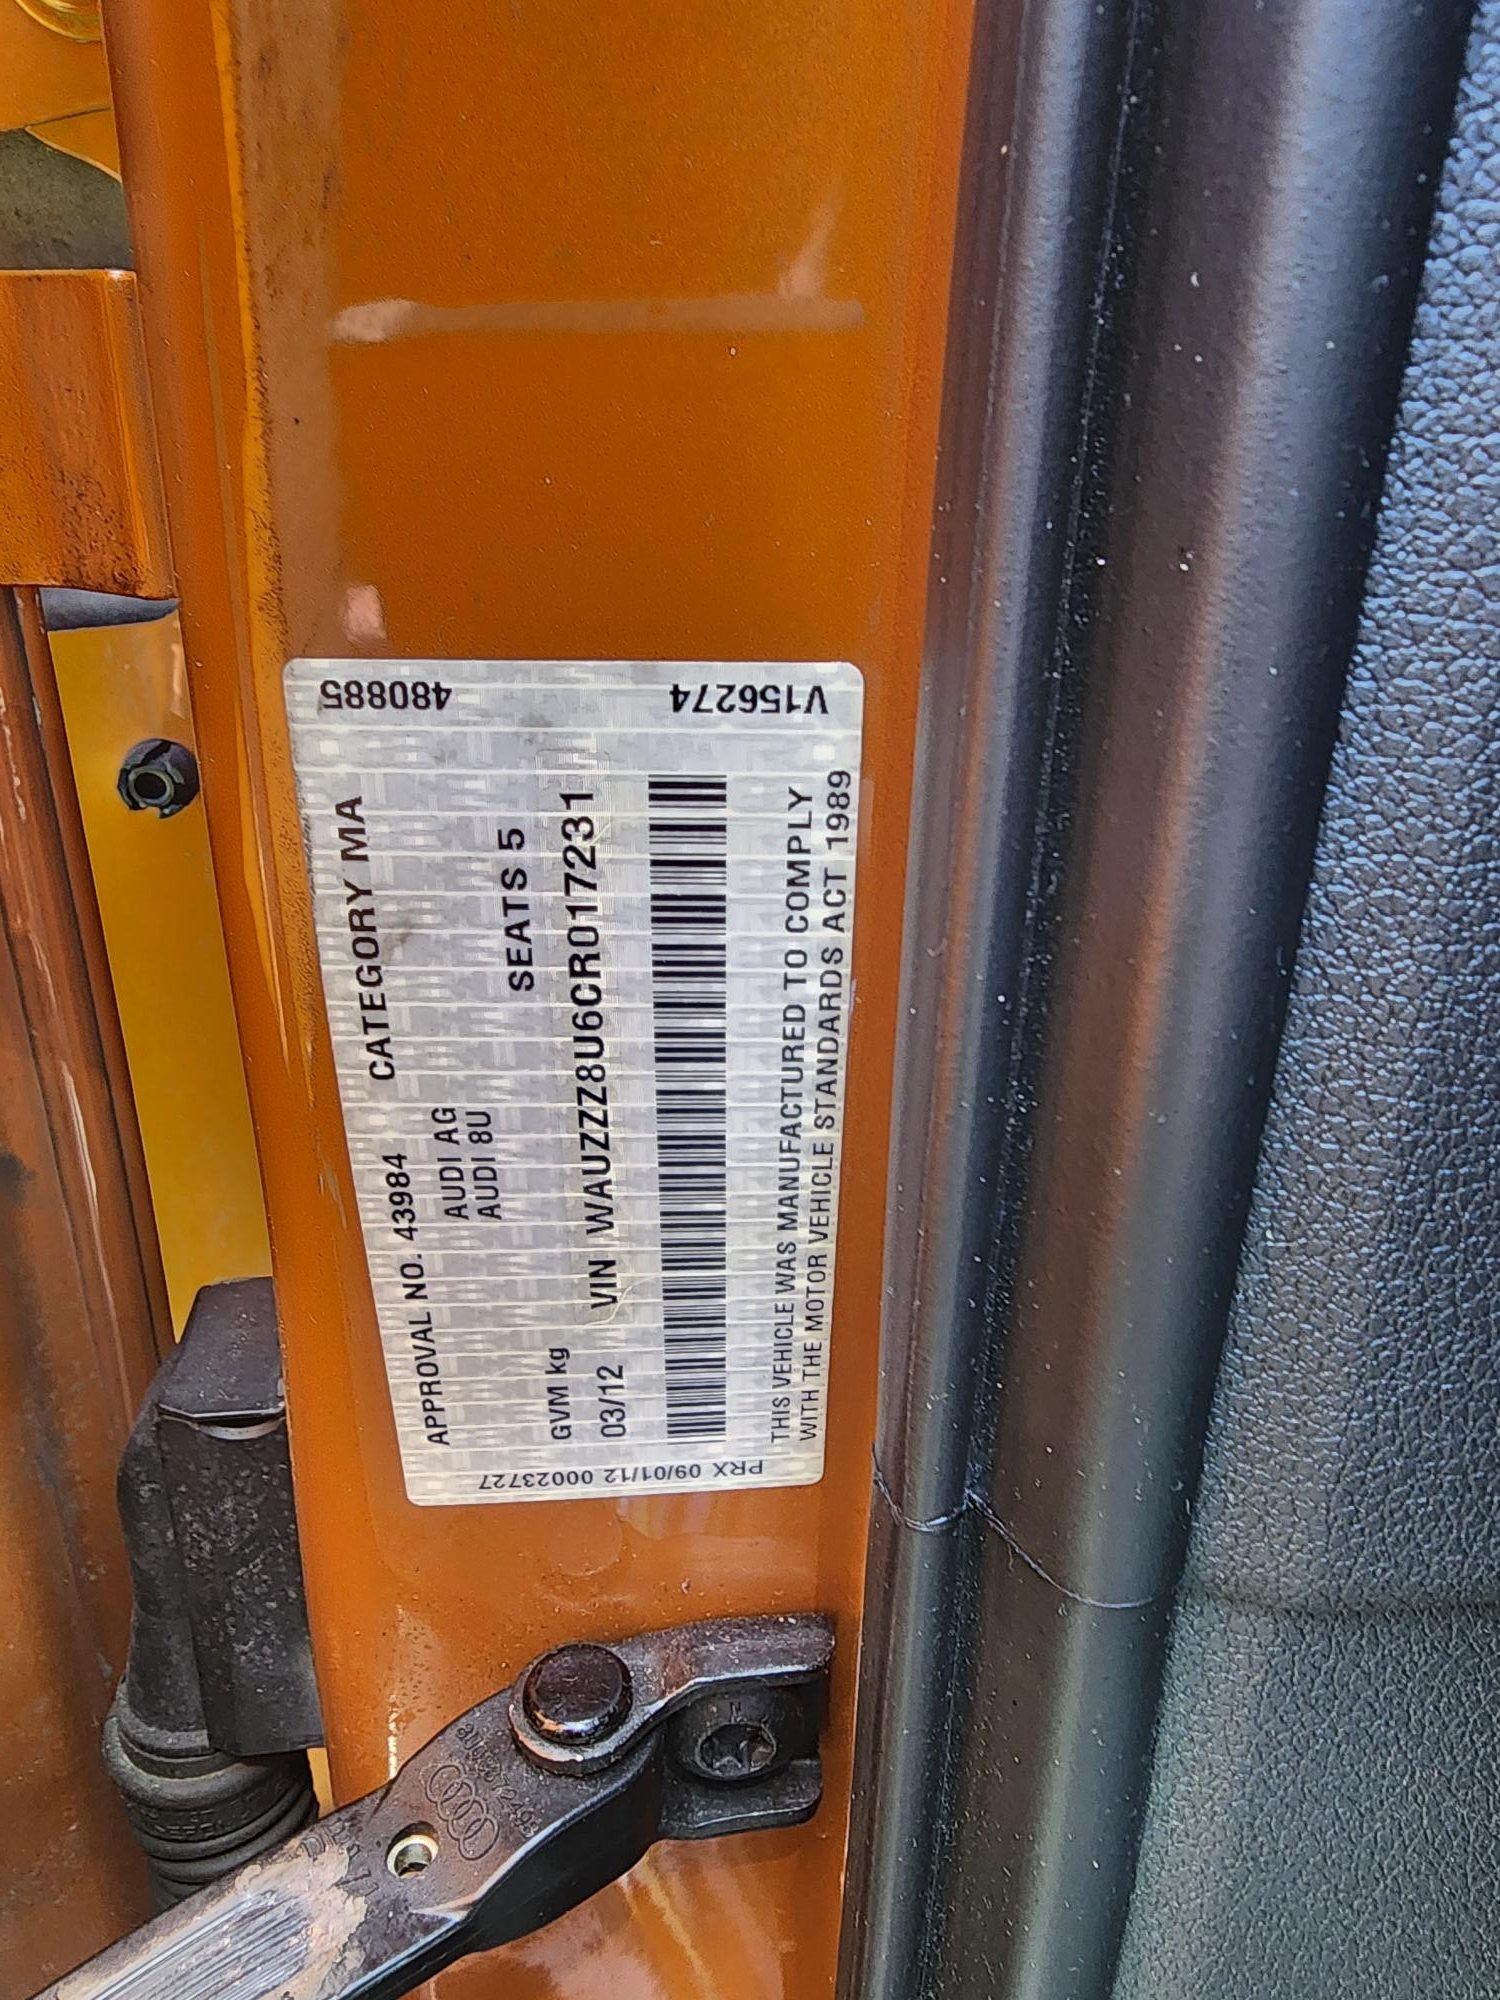 480885 V156274
APPROVAL NO. 43984 CATEGORY MA
AUDI AG
AUDI 8U
SEATS 5
GVM kg
03/12 VIN WAUZZZ8U6CR017231
THIS VEHICLE WAS MANUFACTURED TO COMPLY
WITH THE MOTOR VEHICLE STANDARDS ACT 1989
PRX 09/01/12 00023727